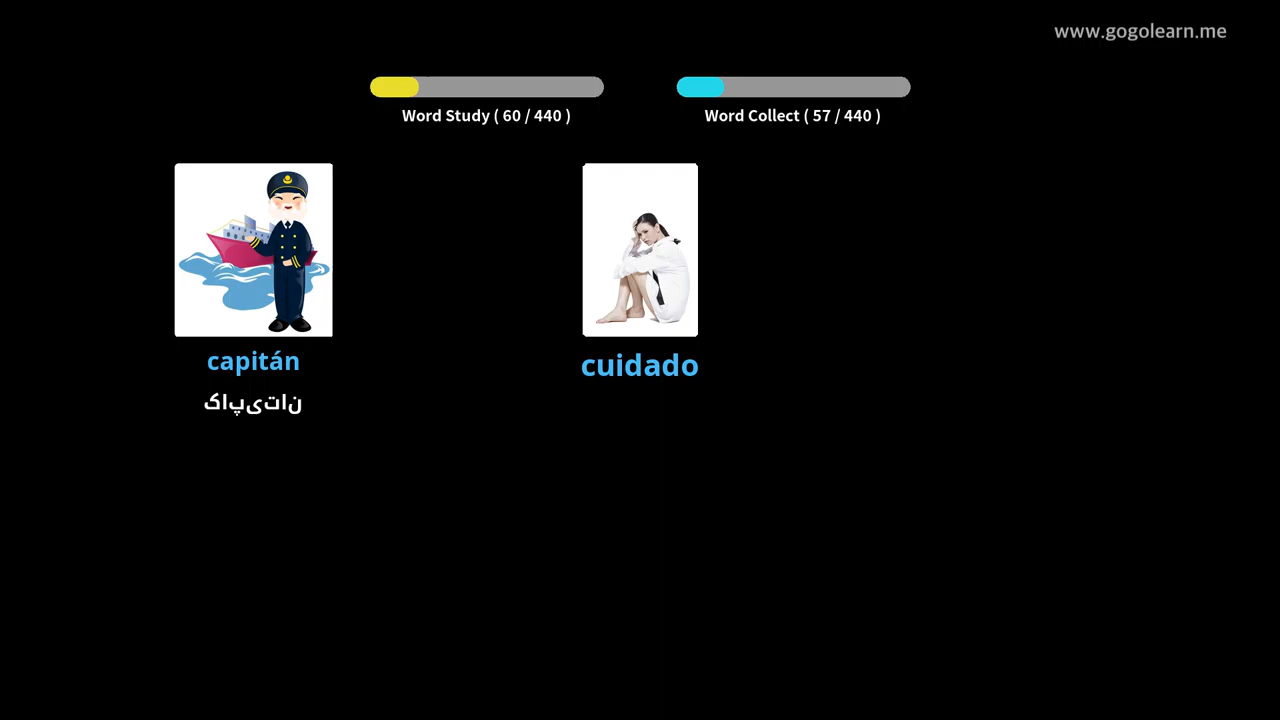 www.gogolearn.me
Word Study ( 60 / 440 )
Word Collect ( 57 / 440 )
capitán
کاپیتان
cuidado